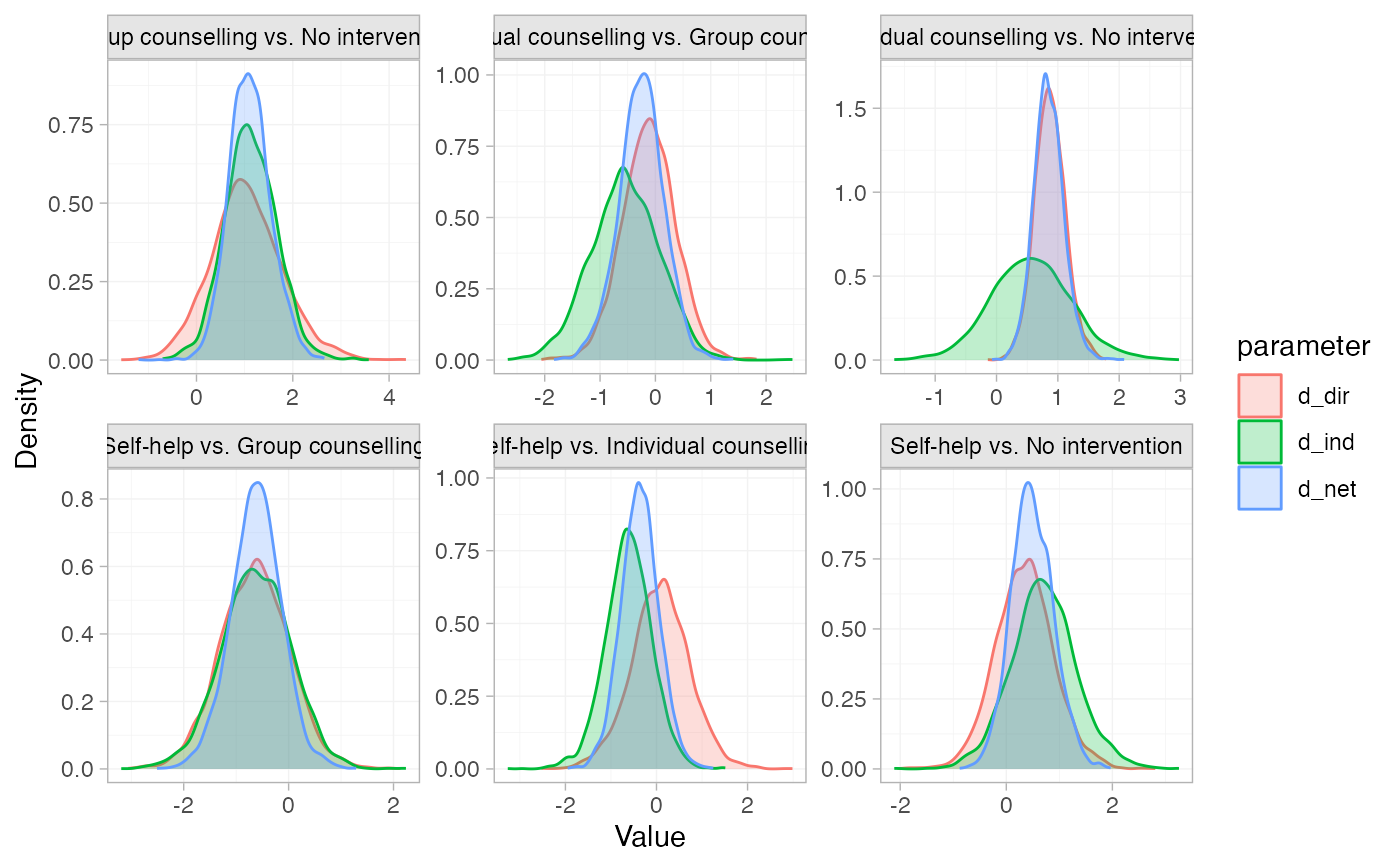 up counselling vs. No interven
ual counselling vs. Group coun
dual counselling vs. No interve
0.75
0.50
0.25
0.00
1.00
0.75
0.50
0.25
0.00
1.5
1.0
0.5
0.0
0 2 4
-2 -1 0 1 2
-1 0 1 2 3
Self-help vs. Group counselling
elf-help vs. Individual counsellin
Self-help vs. No intervention
0.8
0.6
0.4
0.2
0.0
1.00
0.75
0.50
0.25
0.00
1.00
0.75
0.50
0.25
0.00
-2 0 2
-2 0 2
-2 0 2
Density
Value
parameter
d_dir
d_ind
d_net